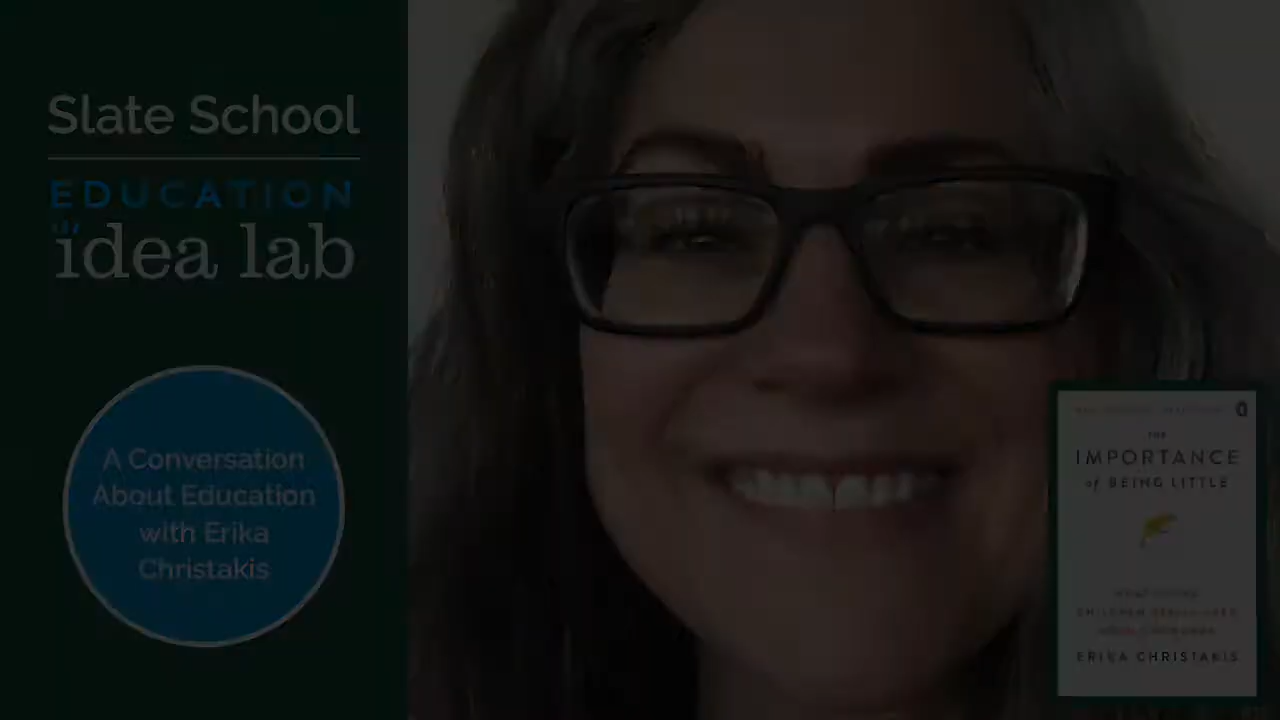 Slate School
EDUCATION
idea lab
A Conversation
About Education
with Erika
Christakis
THE
IMPORTANCE
of BEING LITTLE
ERIKA CHRISTAKIS